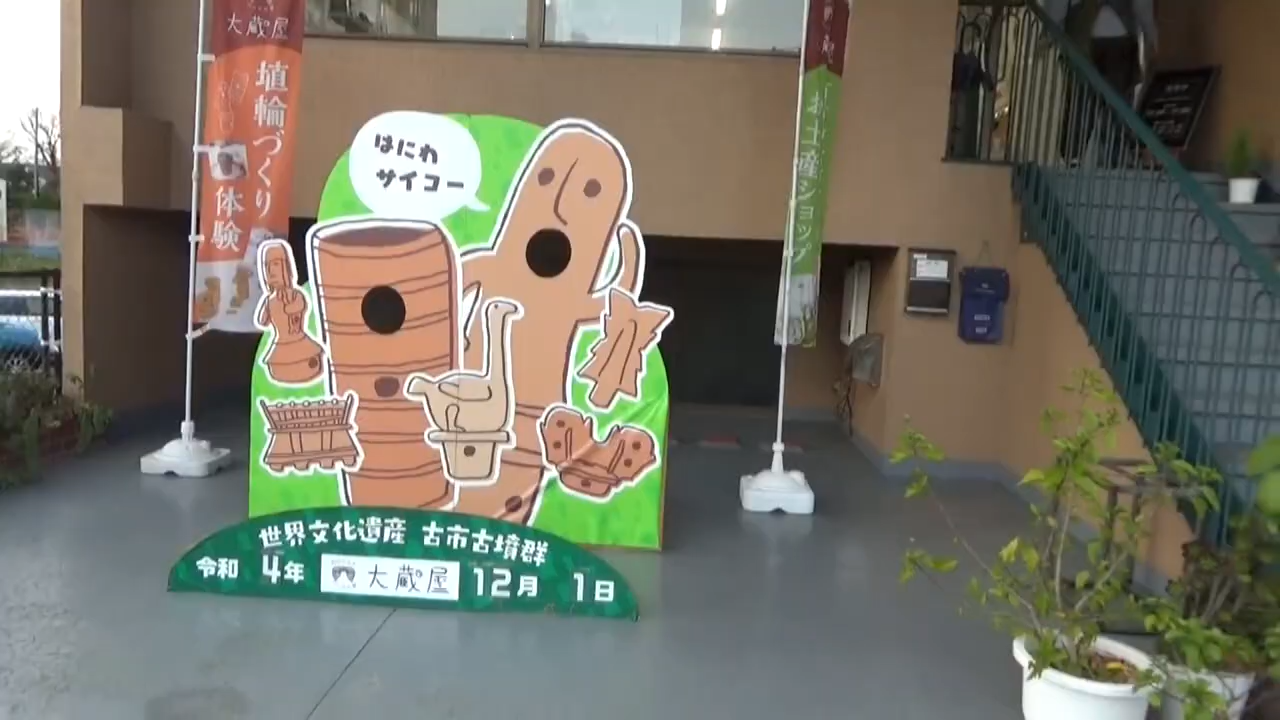 大蔵屋
埴輪づくり
体験
はにわ
サイコー
土産ショップ
世界文化遺産 古市古墳群
令和 4年 大蔵屋 12月 1日